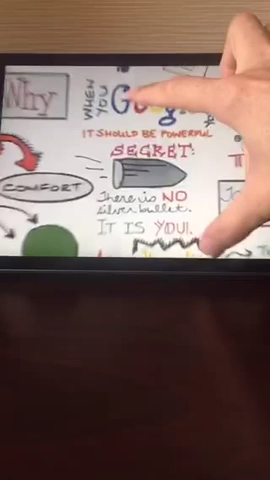 Why
WHEN
YOU
IT SHOULD BE POWERFUL
SECRET:
COMFORT
There is NO
silver bullet.
IT IS YOU!.